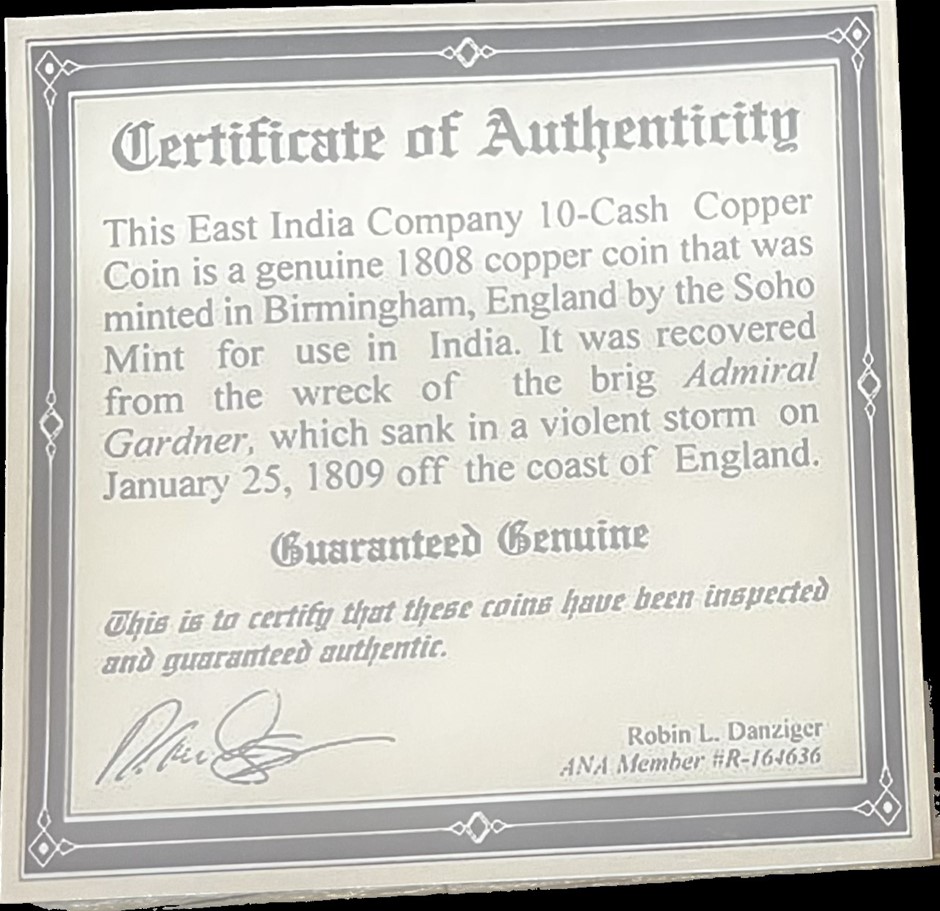 Certificate of Authenticity
This East India Company 10-Cash Copper
Coin is a genuine 1808 copper coin that was
minted in Birmingham, England by the Soho
Mint for use in India. It was recovered
from the wreck of the brig Admiral
Gardner, which sank in a violent storm on
January 25, 1809 off the coast of England.
Guaranteed Genuine
This is to certify that these coins have been inspected
and guaranteed authentic.
Robin L. Danziger
ANA Member #R-164636